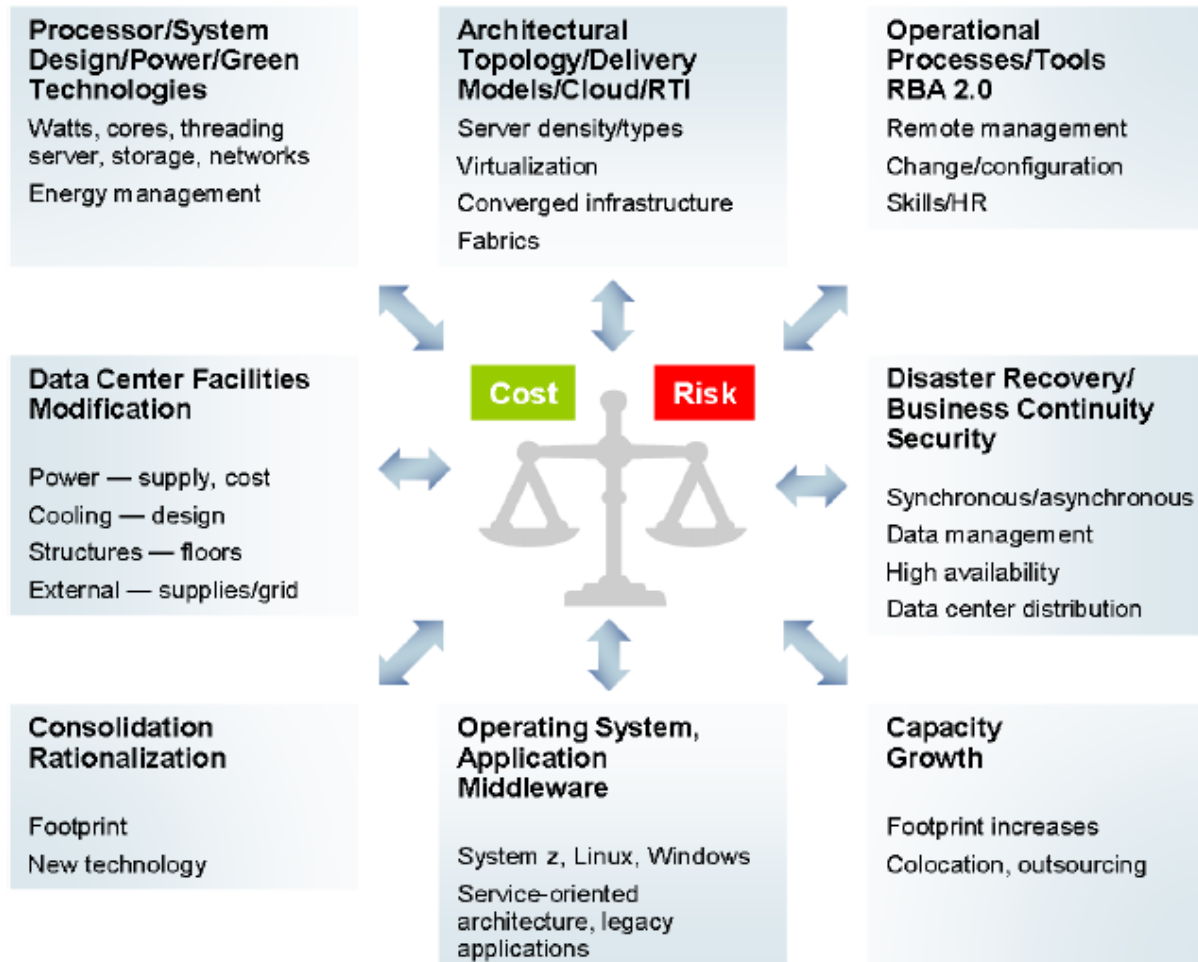 Processor/System
Design/Power/Green
Technologies
Watts, cores, threading
server, storage, networks
Energy management
Architectural
Topology/Delivery
Models/Cloud/RTI
Server density/types
Virtualization
Converged infrastructure
Fabrics
Operational
Processes/Tools
RBA 2.0
Remote management
Change/configuration
Skills/HR
Data Center Facilities
Modification
Power — supply, cost
Cooling — design
Structures — floors
External — supplies/grid
Cost
Risk
Disaster Recovery/
Business Continuity
Security
Synchronous/asynchronous
Data management
High availability
Data center distribution
Consolidation
Rationalization
Footprint
New technology
Operating System,
Application
Middleware
System z, Linux, Windows
Service-oriented
architecture, legacy
applications
Capacity
Growth
Footprint increases
Colocation, outsourcing